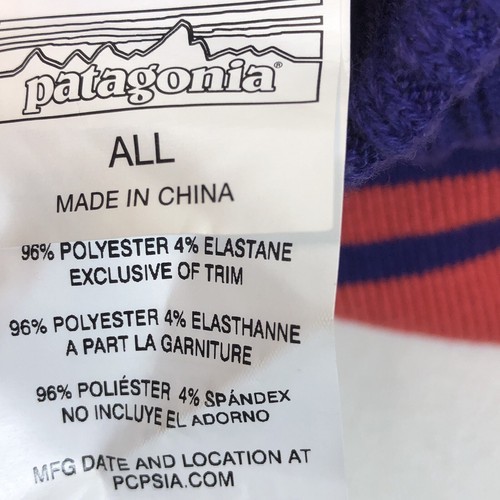 patagonia®
ALL
MADE IN CHINA
96% POLYESTER 4% ELASTANE
EXCLUSIVE OF TRIM
96% POLYESTER 4% ELASTHANNE
A PART LA GARNITURE
96% POLIÉSTER 4% SPÁNDEX
NO INCLUYE EL ADORNO
MFG DATE AND LOCATION AT
PCPSIA.COM